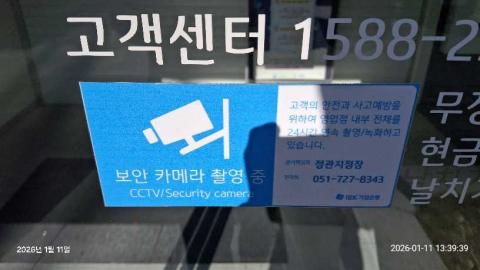 고객센터 1588-2
보안 카메라 촬영 중
CCTV/Security camera
고객의 안전과 사고예방을
위하여 영업점 내부 전체를
24시간 연속 촬영/녹화하고
있습니다.
정관지점장
051-727-8343
IBK기업은행
무장
현금
날치기
2026년 1월 11일
2026-01-11 13:39:39